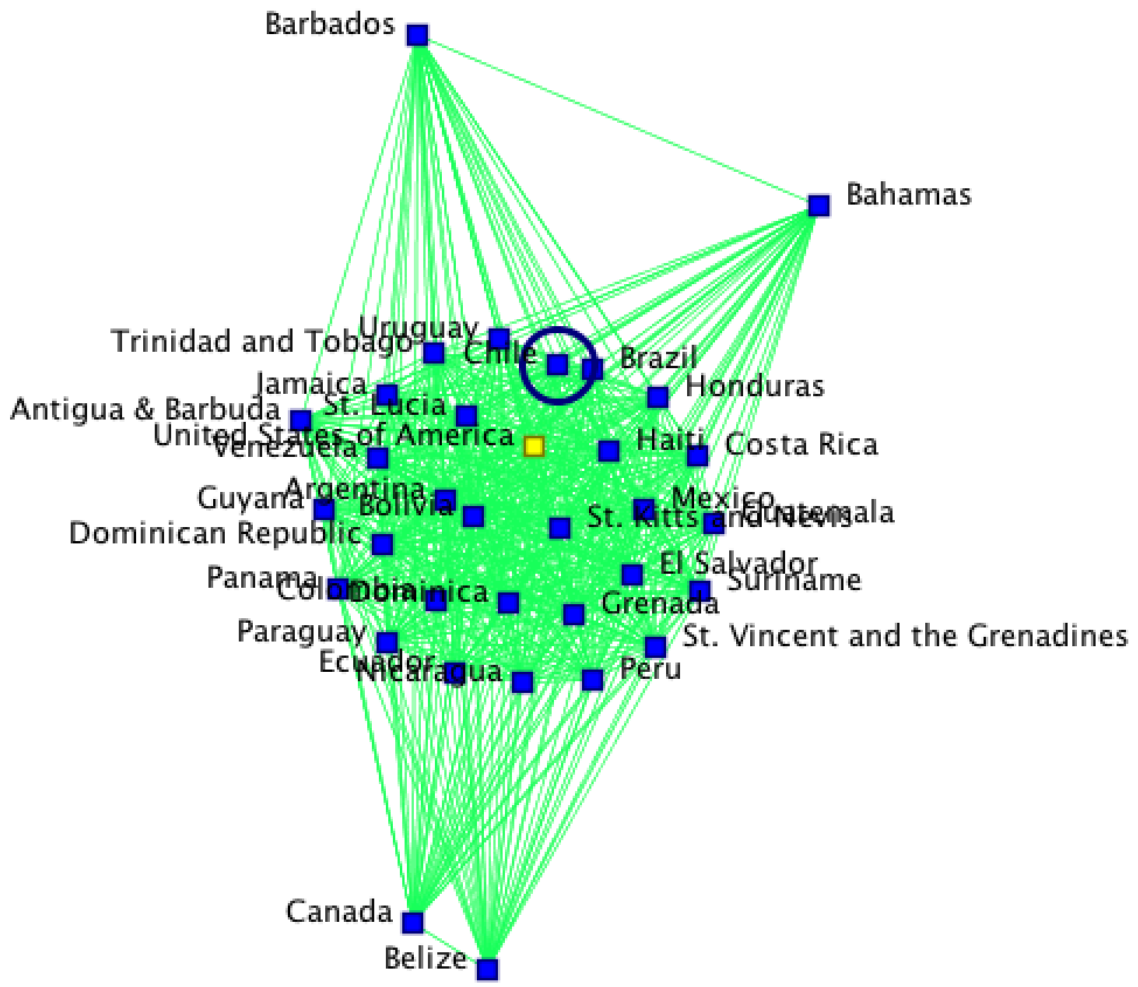 Barbados
Bahamas
Uruguay
Trinidad and Tobago
Chile
Brazil
Jamaica
Honduras
Antigua & Barbuda
St. Lucia
United States of America
Haiti
Costa Rica
Venezuela
Argentina
Guyana
Mexico
Bolivia
St. Kitts and Nevis
Guatemala
Dominican Republic
El Salvador
Panama
Suriname
Colombia
Dominica
Grenada
Paraguay
St. Vincent and the Grenadines
Ecuador
Nicaragua
Peru
Canada
Belize